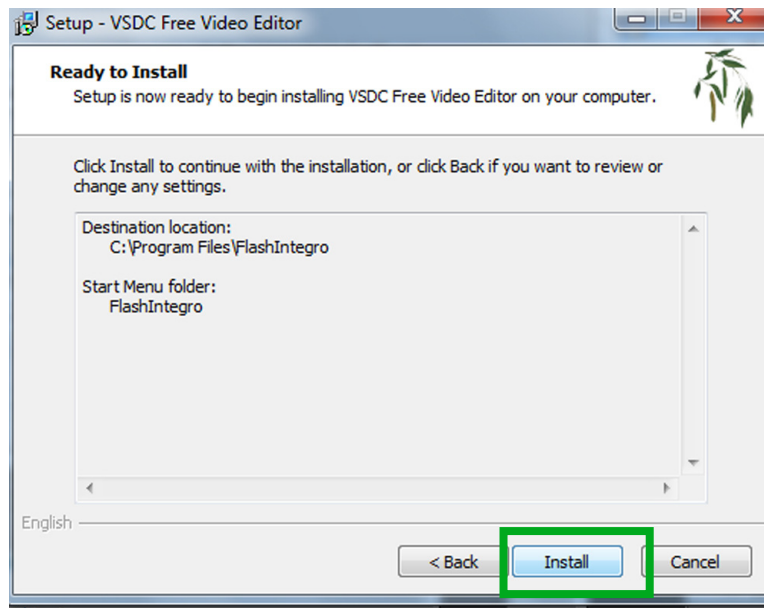 Setup - VSDC Free Video Editor
Ready to Install
Setup is now ready to begin installing VSDC Free Video Editor on your computer.
Click Install to continue with the installation, or click Back if you want to review or
change any settings.
Destination location:
C:\Program Files\FlashIntegro
Start Menu folder:
FlashIntegro
English
< Back Install Cancel